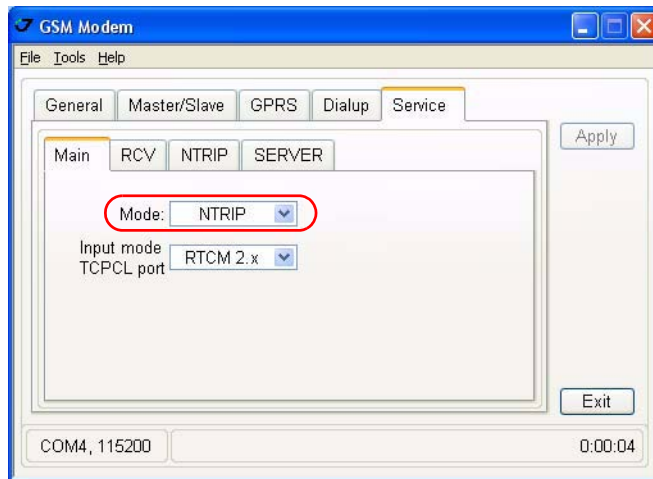 GSM Modem
File Tools Help
General Master/Slave GPRS Dialup Service
Apply
Main RCV NTRIP SERVER
Mode: NTRIP
Input mode
TCPCL port RTCM 2.x
Exit
COM4, 115200 0:00:04